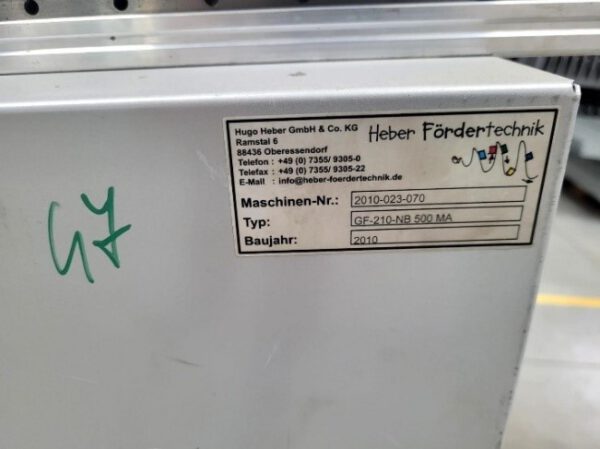 Hugo Heber GmbH & Co. KG
Ramstal 6
88436 Oberessendorf
Telefon : +49 (0) 7355/ 9305-0
Telefax : +49 (0) 7355/ 9305-22
E-Mail : info@heber-foerdertechnik.de
Heber Fördertechnik
Maschinen-Nr.: 2010-023-070
Typ: GF-210-NB 500 MA
Baujahr: 2010
47